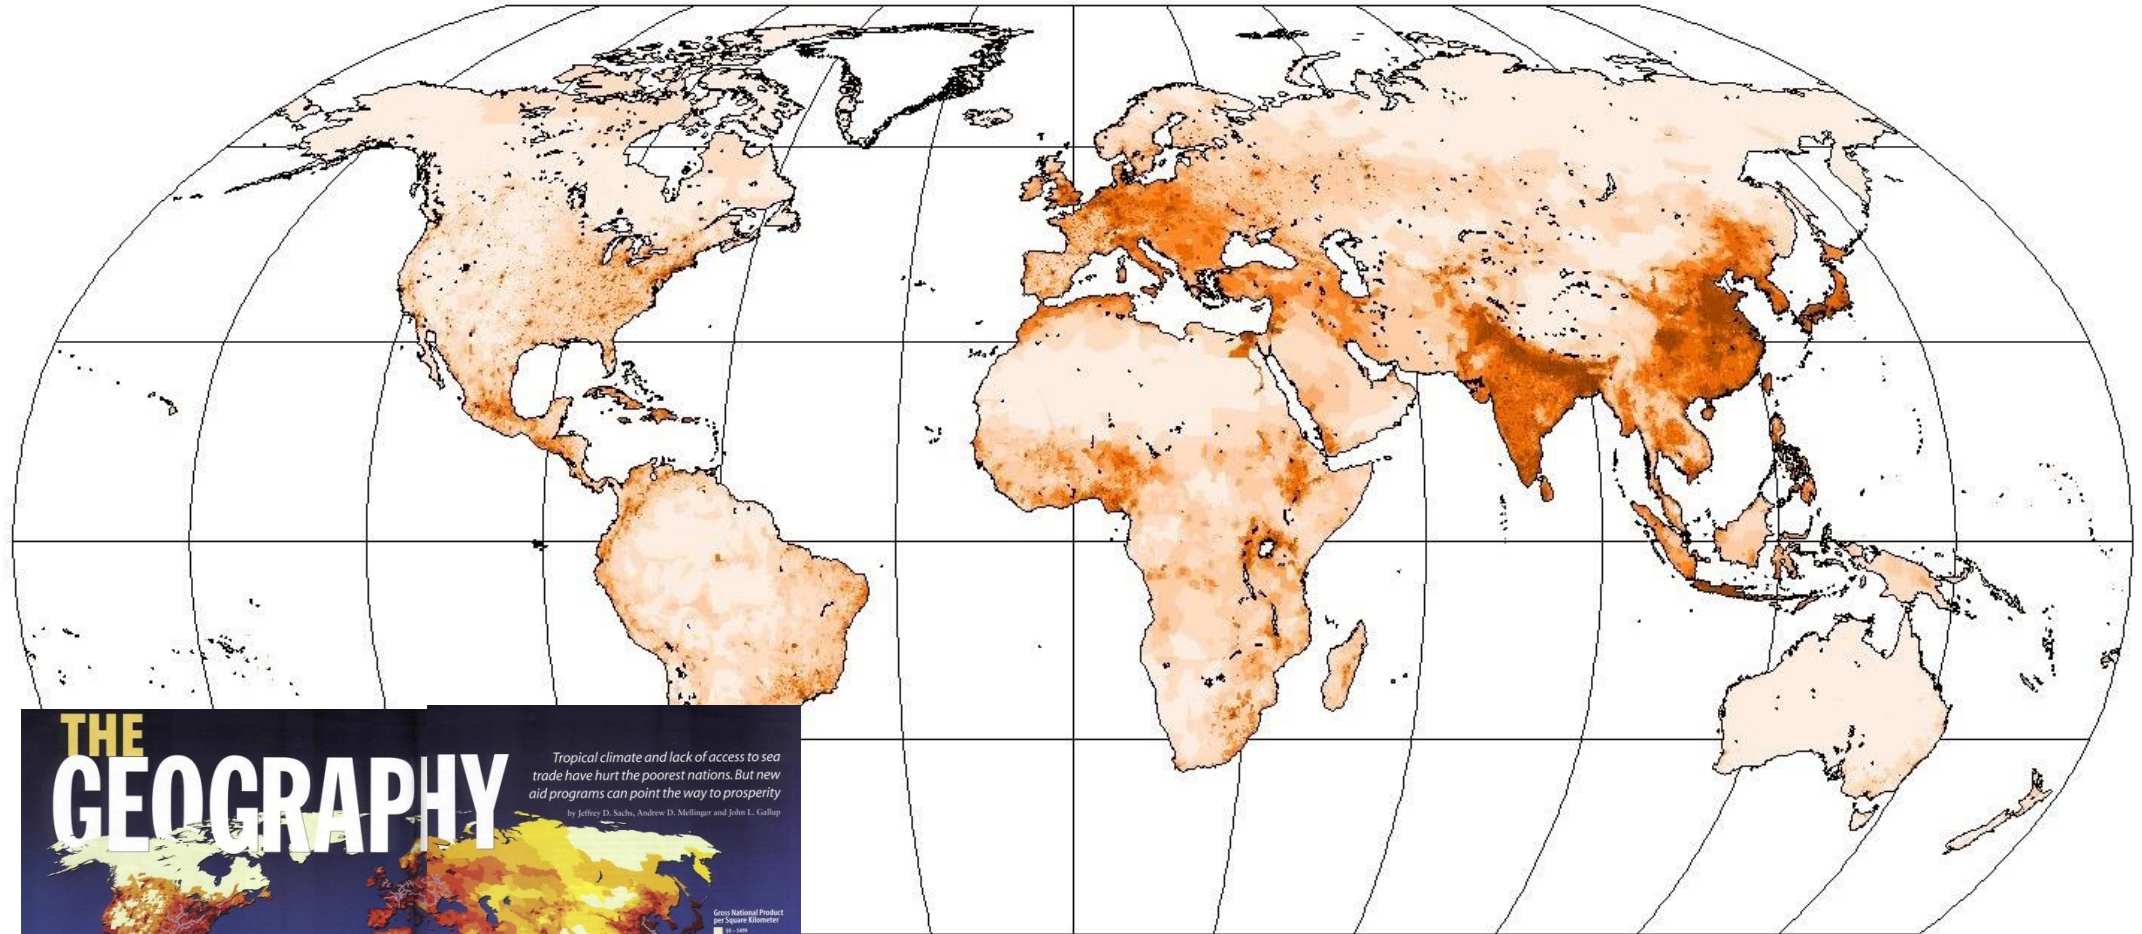 THE
GEOGRAPHY
Tropical climate and lack of access to sea
trade have hurt the poorest nations. But new
aid programs can point the way to prosperity
by Jeffrey D. Sachs, Andrew D. Mellinger and John L. Gallup
Gross National Product
per Square Kilometer
$0 – $499